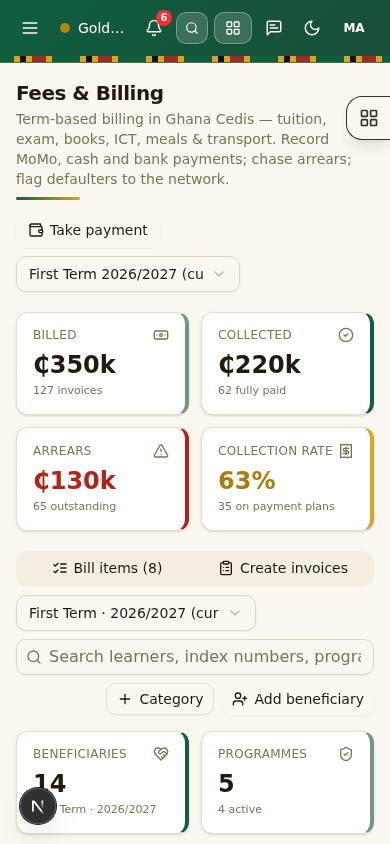 Gold...
6
MA
Fees & Billing
Term-based billing in Ghana Cedis — tuition,
exam, books, ICT, meals & transport. Record
MoMo, cash and bank payments; chase arrears;
flag defaulters to the network.
Take payment
First Term 2026/2027 (cu
BILLED
₵350k
127 invoices
COLLECTED
₵220k
62 fully paid
ARREARS
₵130k
65 outstanding
COLLECTION RATE
63%
35 on payment plans
Bill items (8)
Create invoices
First Term · 2026/2027 (cur
Search learners, index numbers, progra
Category
Add beneficiary
BENEFICIARIES
14
Term · 2026/2027
PROGRAMMES
5
4 active
N